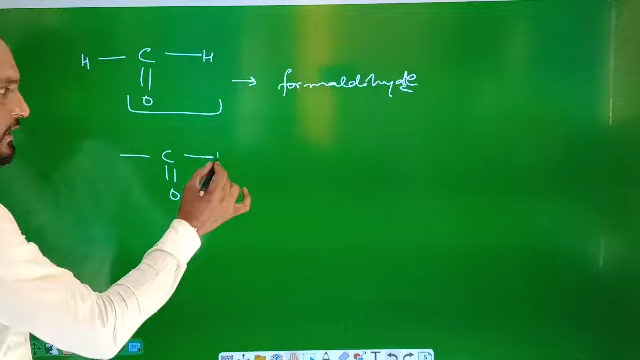 H — C — H
||
O
→ formaldehyde
— C —
||
O